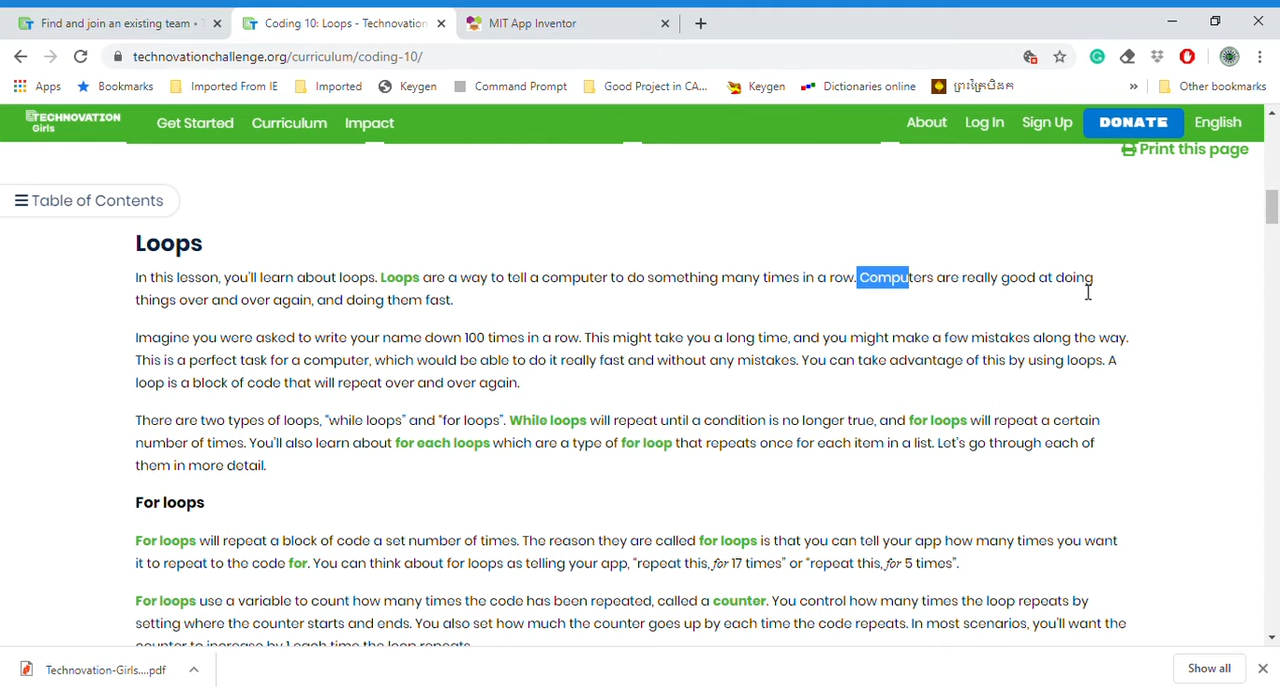 Find and join an existing team •
Coding 10: Loops - Technovation
MIT App Inventor
technovationchallenge.org/curriculum/coding-10/
Apps Bookmarks Imported From IE Imported Keygen Command Prompt Good Project in CA... Keygen Dictionaries online ព្រះត្រៃបិដក » Other bookmarks
TECHNOVATION
Girls
Get Started Curriculum Impact About Log In Sign Up DONATE English
Print this page
Table of Contents
Loops
In this lesson, you'll learn about loops. Loops are a way to tell a computer to do something many times in a row. Computers are really good at doing
things over and over again, and doing them fast.
Imagine you were asked to write your name down 100 times in a row. This might take you a long time, and you might make a few mistakes along the way.
This is a perfect task for a computer, which would be able to do it really fast and without any mistakes. You can take advantage of this by using loops. A
loop is a block of code that will repeat over and over again.
There are two types of loops, "while loops" and "for loops". While loops will repeat until a condition is no longer true, and for loops will repeat a certain
number of times. You'll also learn about for each loops which are a type of for loop that repeats once for each item in a list. Let's go through each of
them in more detail.
For loops
For loops will repeat a block of code a set number of times. The reason they are called for loops is that you can tell your app how many times you want
it to repeat to the code for. You can think about for loops as telling your app, "repeat this, for 17 times" or "repeat this, for 5 times".
For loops use a variable to count how many times the code has been repeated, called a counter. You control how many times the loop repeats by
setting where the counter starts and ends. You also set how much the counter goes up by each time the code repeats. In most scenarios, you'll want the
counter to increase by 1 each time the loop repeats.
Technovation-Girls....pdf
Show all